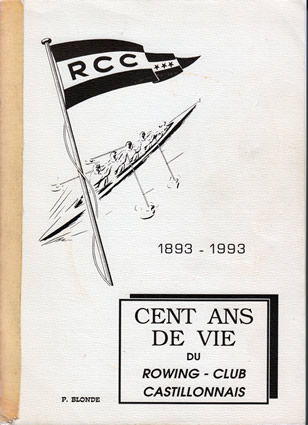 RCC
1893 - 1993
CENT ANS
DE VIE
DU
ROWING - CLUB
CASTILLONNAIS
P. BLONDE